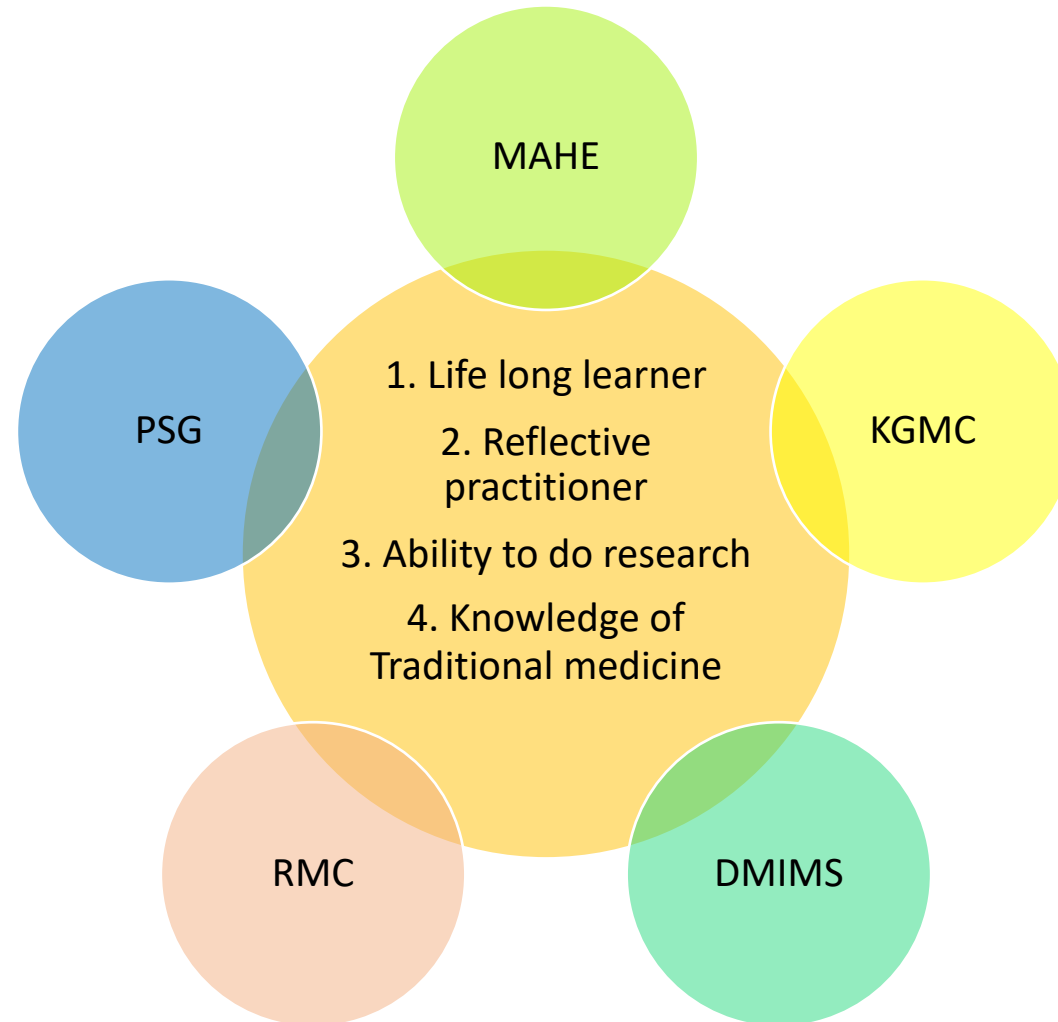 MAHE
PSG
KGMC
1. Life long learner
2. Reflective
practitioner
3. Ability to do research
4. Knowledge of
Traditional medicine
RMC
DMIMS